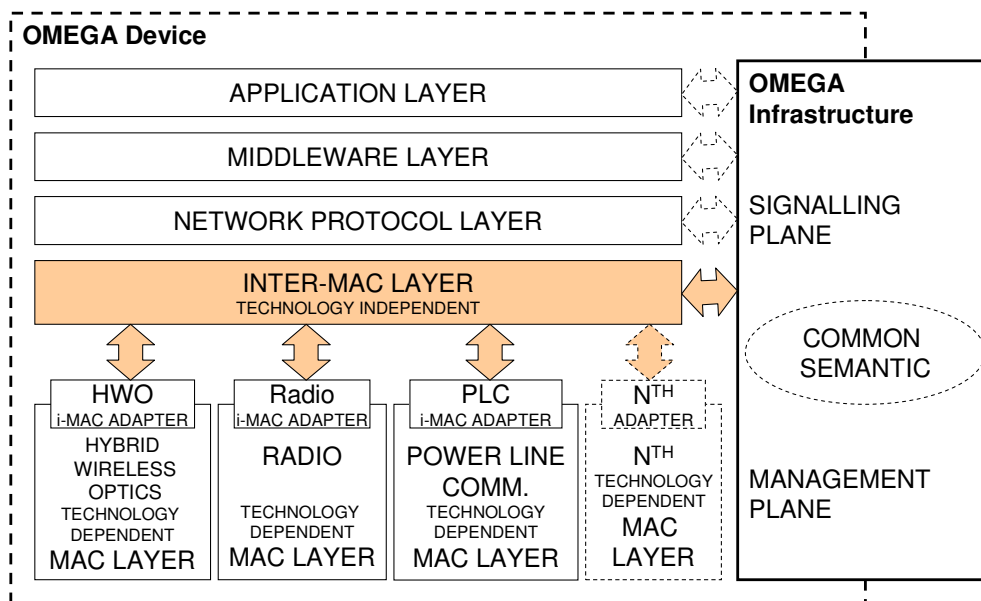 OMEGA Device
APPLICATION LAYER
MIDDLEWARE LAYER
NETWORK PROTOCOL LAYER
INTER-MAC LAYER
TECHNOLOGY INDEPENDENT
HWO
i-MAC ADAPTER
HYBRID
WIRELESS
OPTICS
TECHNOLOGY
DEPENDENT
MAC LAYER
Radio
i-MAC ADAPTER
RADIO
TECHNOLOGY
DEPENDENT
MAC LAYER
PLC
i-MAC ADAPTER
POWER LINE
COMM.
TECHNOLOGY
DEPENDENT
MAC LAYER
NTH
ADAPTER
NTH
TECHNOLOGY
DEPENDENT
MAC
LAYER
OMEGA
Infrastructure
SIGNALLING
PLANE
COMMON
SEMANTIC
MANAGEMENT
PLANE